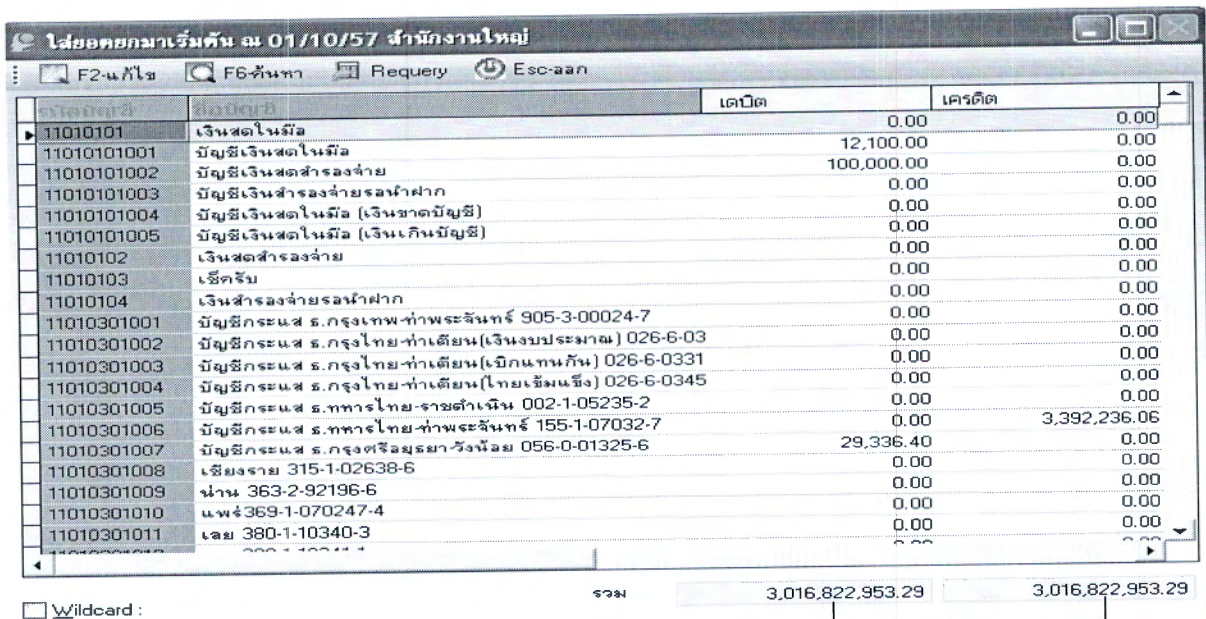 ใส่ยอดยกมาเริ่มต้น ณ 01/10/57 สำนักงานใหญ่
F2-แก้ไข F6-ค้นหา Requery Esc-ออก
รหัสบัญชี ชื่อบัญชี เดบิต เครดิต
11010101 เงินสดในมือ 0.00 0.00
11010101001 บัญชีเงินสดในมือ 12,100.00 0.00
11010101002 บัญชีเงินสดสำรองจ่าย 100,000.00 0.00
11010101003 บัญชีเงินสำรองจ่ายรอนำฝาก 0.00 0.00
11010101004 บัญชีเงินสดในมือ (เงินขาดบัญชี) 0.00 0.00
11010101005 บัญชีเงินสดในมือ (เงินเกินบัญชี) 0.00 0.00
11010102 เงินสดสำรองจ่าย 0.00 0.00
11010103 เช็ครับ 0.00 0.00
11010104 เงินสำรองจ่ายรอนำฝาก 0.00 0.00
11010301001 บัญชีกระแส ธ.กรุงเทพ-ท่าพระจันทร์ 905-3-00024-7 0.00 0.00
11010301002 บัญชีกระแส ธ.กรุงไทย-ท่าเตียน(เงินงบประมาณ) 026-6-03 0.00 0.00
11010301003 บัญชีกระแส ธ.กรุงไทย-ท่าเตียน(เบิกแทนกัน) 026-6-0331 0.00 0.00
11010301004 บัญชีกระแส ธ.กรุงไทย-ท่าเตียน(ไทยเข้มแข็ง) 026-6-0345 0.00 0.00
11010301005 บัญชีกระแส ธ.ทหารไทย-ราชดำเนิน 002-1-05235-2 0.00 0.00
11010301006 บัญชีกระแส ธ.ทหารไทย-ท่าพระจันทร์ 155-1-07032-7 0.00 3,392,236.06
11010301007 บัญชีกระแส ธ.กรุงศรีอยุธยา-วังน้อย 056-0-01325-6 29,336.40 0.00
11010301008 เชียงราย 315-1-02638-6 0.00 0.00
11010301009 น่าน 363-2-92196-6 0.00 0.00
11010301010 แพร่369-1-070247-4 0.00 0.00
11010301011 เลย 380-1-10340-3 0.00 0.00
รวม 3,016,822,953.29 3,016,822,953.29
Wildcard :